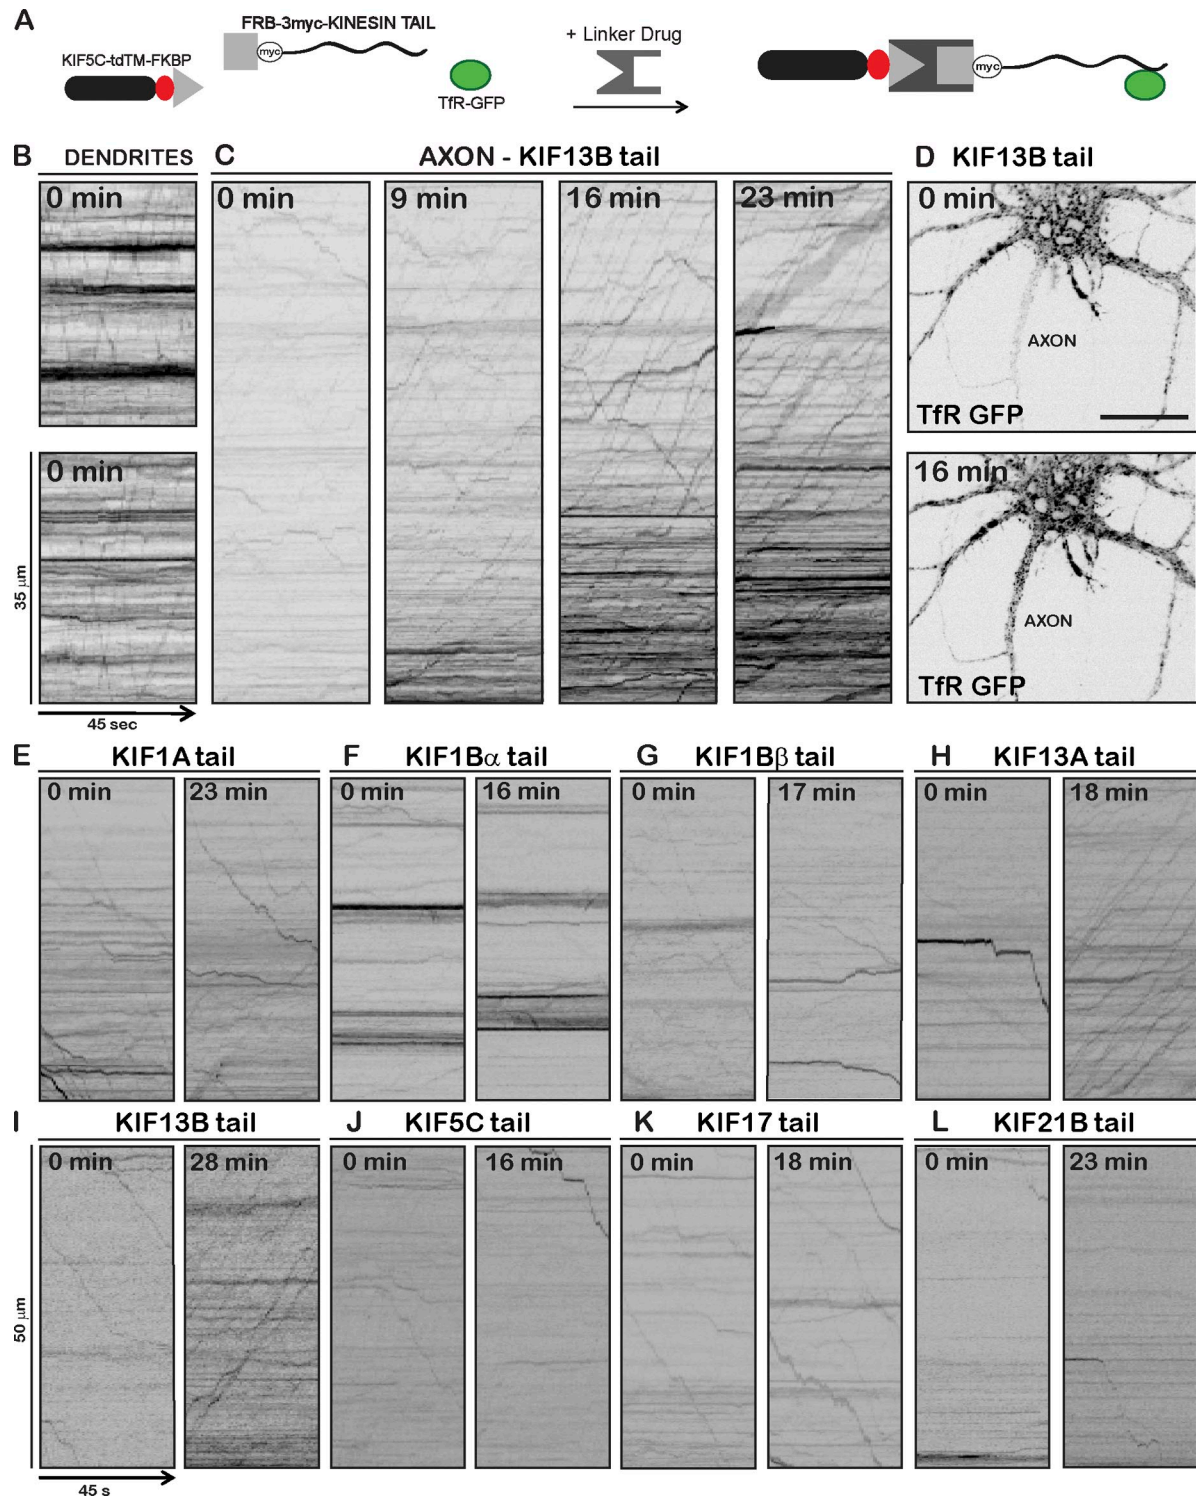 A
FRB-3myc-KINESIN TAIL
KIF5C-tdTM-FKBP
myc
TfR-GFP
+ Linker Drug
myc
B DENDRITES
C AXON - KIF13B tail
D KIF13B tail
0 min
0 min
9 min
16 min
23 min
0 min
AXON
TfR GFP
0 min
16 min
AXON
TfR GFP
35 µm
45 sec
E KIF1A tail
F KIF1Bα tail
G KIF1Bβ tail
H KIF13A tail
0 min
23 min
0 min
16 min
0 min
17 min
0 min
18 min
I KIF13B tail
J KIF5C tail
K KIF17 tail
L KIF21B tail
0 min
28 min
0 min
16 min
0 min
18 min
0 min
23 min
50 µm
45 s